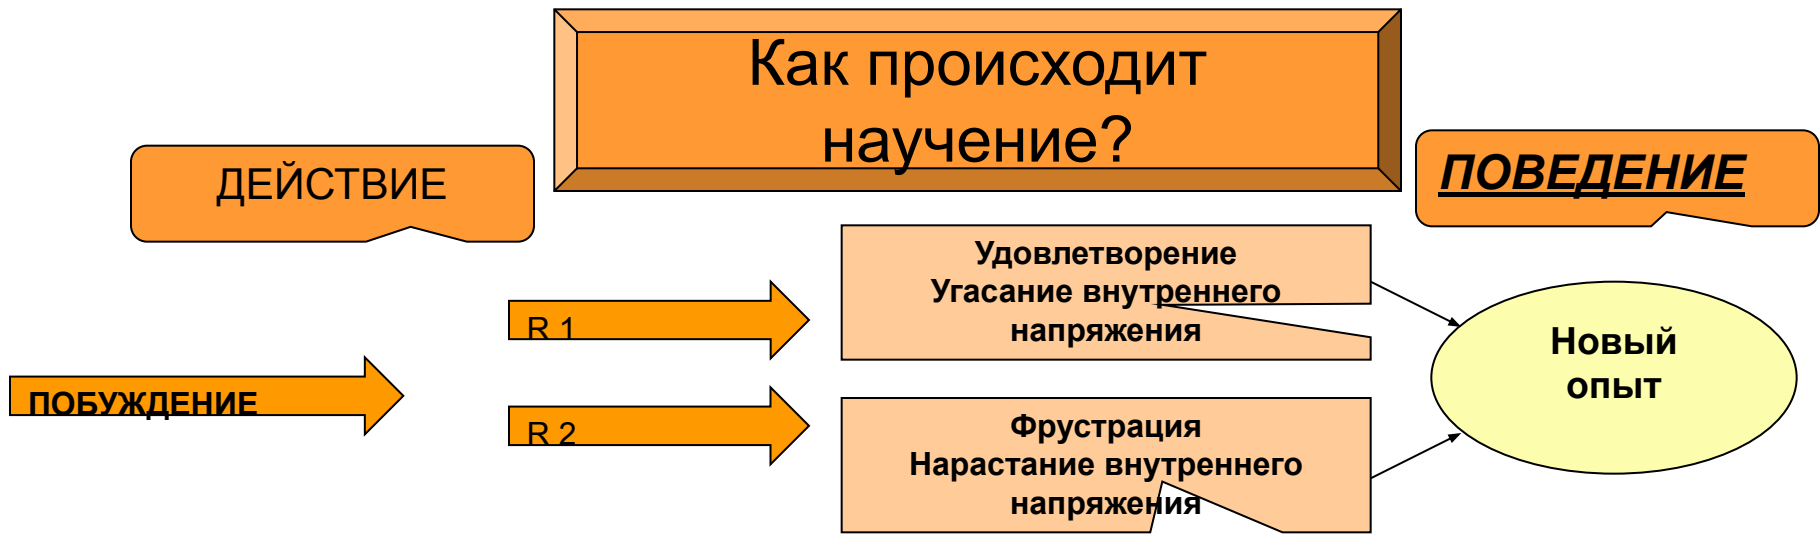 Как происходит
научение?
ДЕЙСТВИЕ
ПОВЕДЕНИЕ
Удовлетворение
Угасание внутреннего
напряжения
R 1
Новый
опыт
ПОБУЖДЕНИЕ
R 2
Фрустрация
Нарастание внутреннего
напряжения